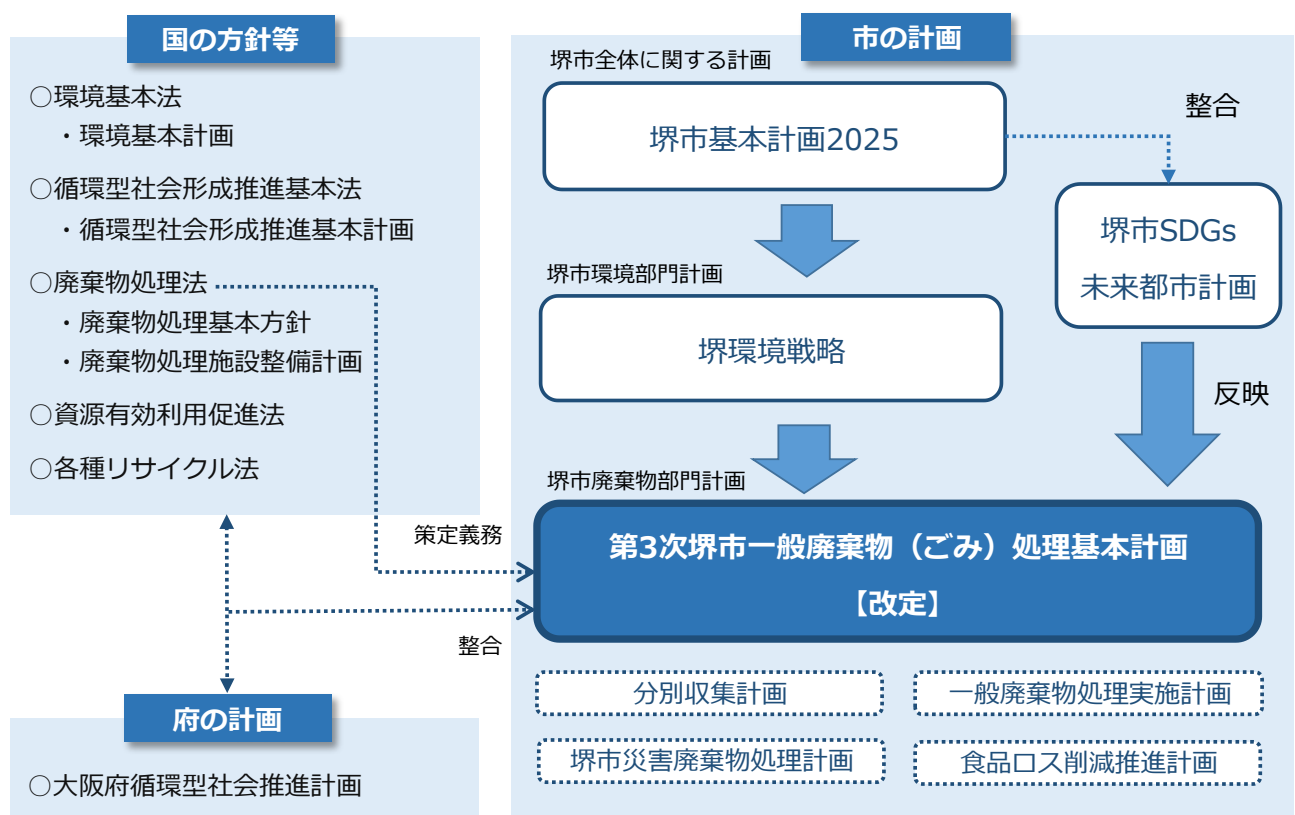 国の方針等
○環境基本法
・環境基本計画
○循環型社会形成推進基本法
・循環型社会形成推進基本計画
○廃棄物処理法
・廃棄物処理基本方針
・廃棄物処理施設整備計画
○資源有効利用促進法
○各種リサイクル法
策定義務
整合
府の計画
○大阪府循環型社会推進計画
市の計画
堺市全体に関する計画
堺市基本計画2025
整合
堺市SDGs
未来都市計画
堺市環境部門計画
堺環境戦略
反映
堺市廃棄物部門計画
第3次堺市一般廃棄物（ごみ）処理基本計画
【改定】
分別収集計画
一般廃棄物処理実施計画
堺市災害廃棄物処理計画
食品ロス削減推進計画